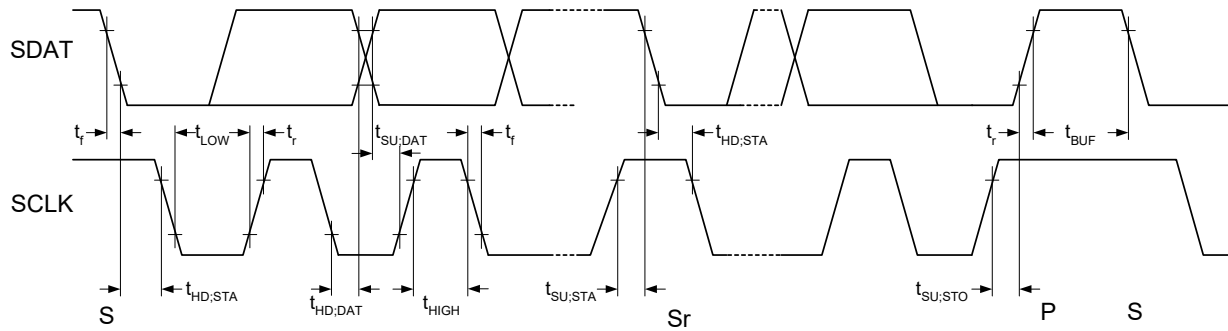 SDAT
t_f t_LOW t_r t_SU;DAT t_f t_HD;STA t_r t_BUF
SCLK
t_HD;STA t_HD;DAT t_HIGH t_SU;STA t_SU;STO
S Sr P S